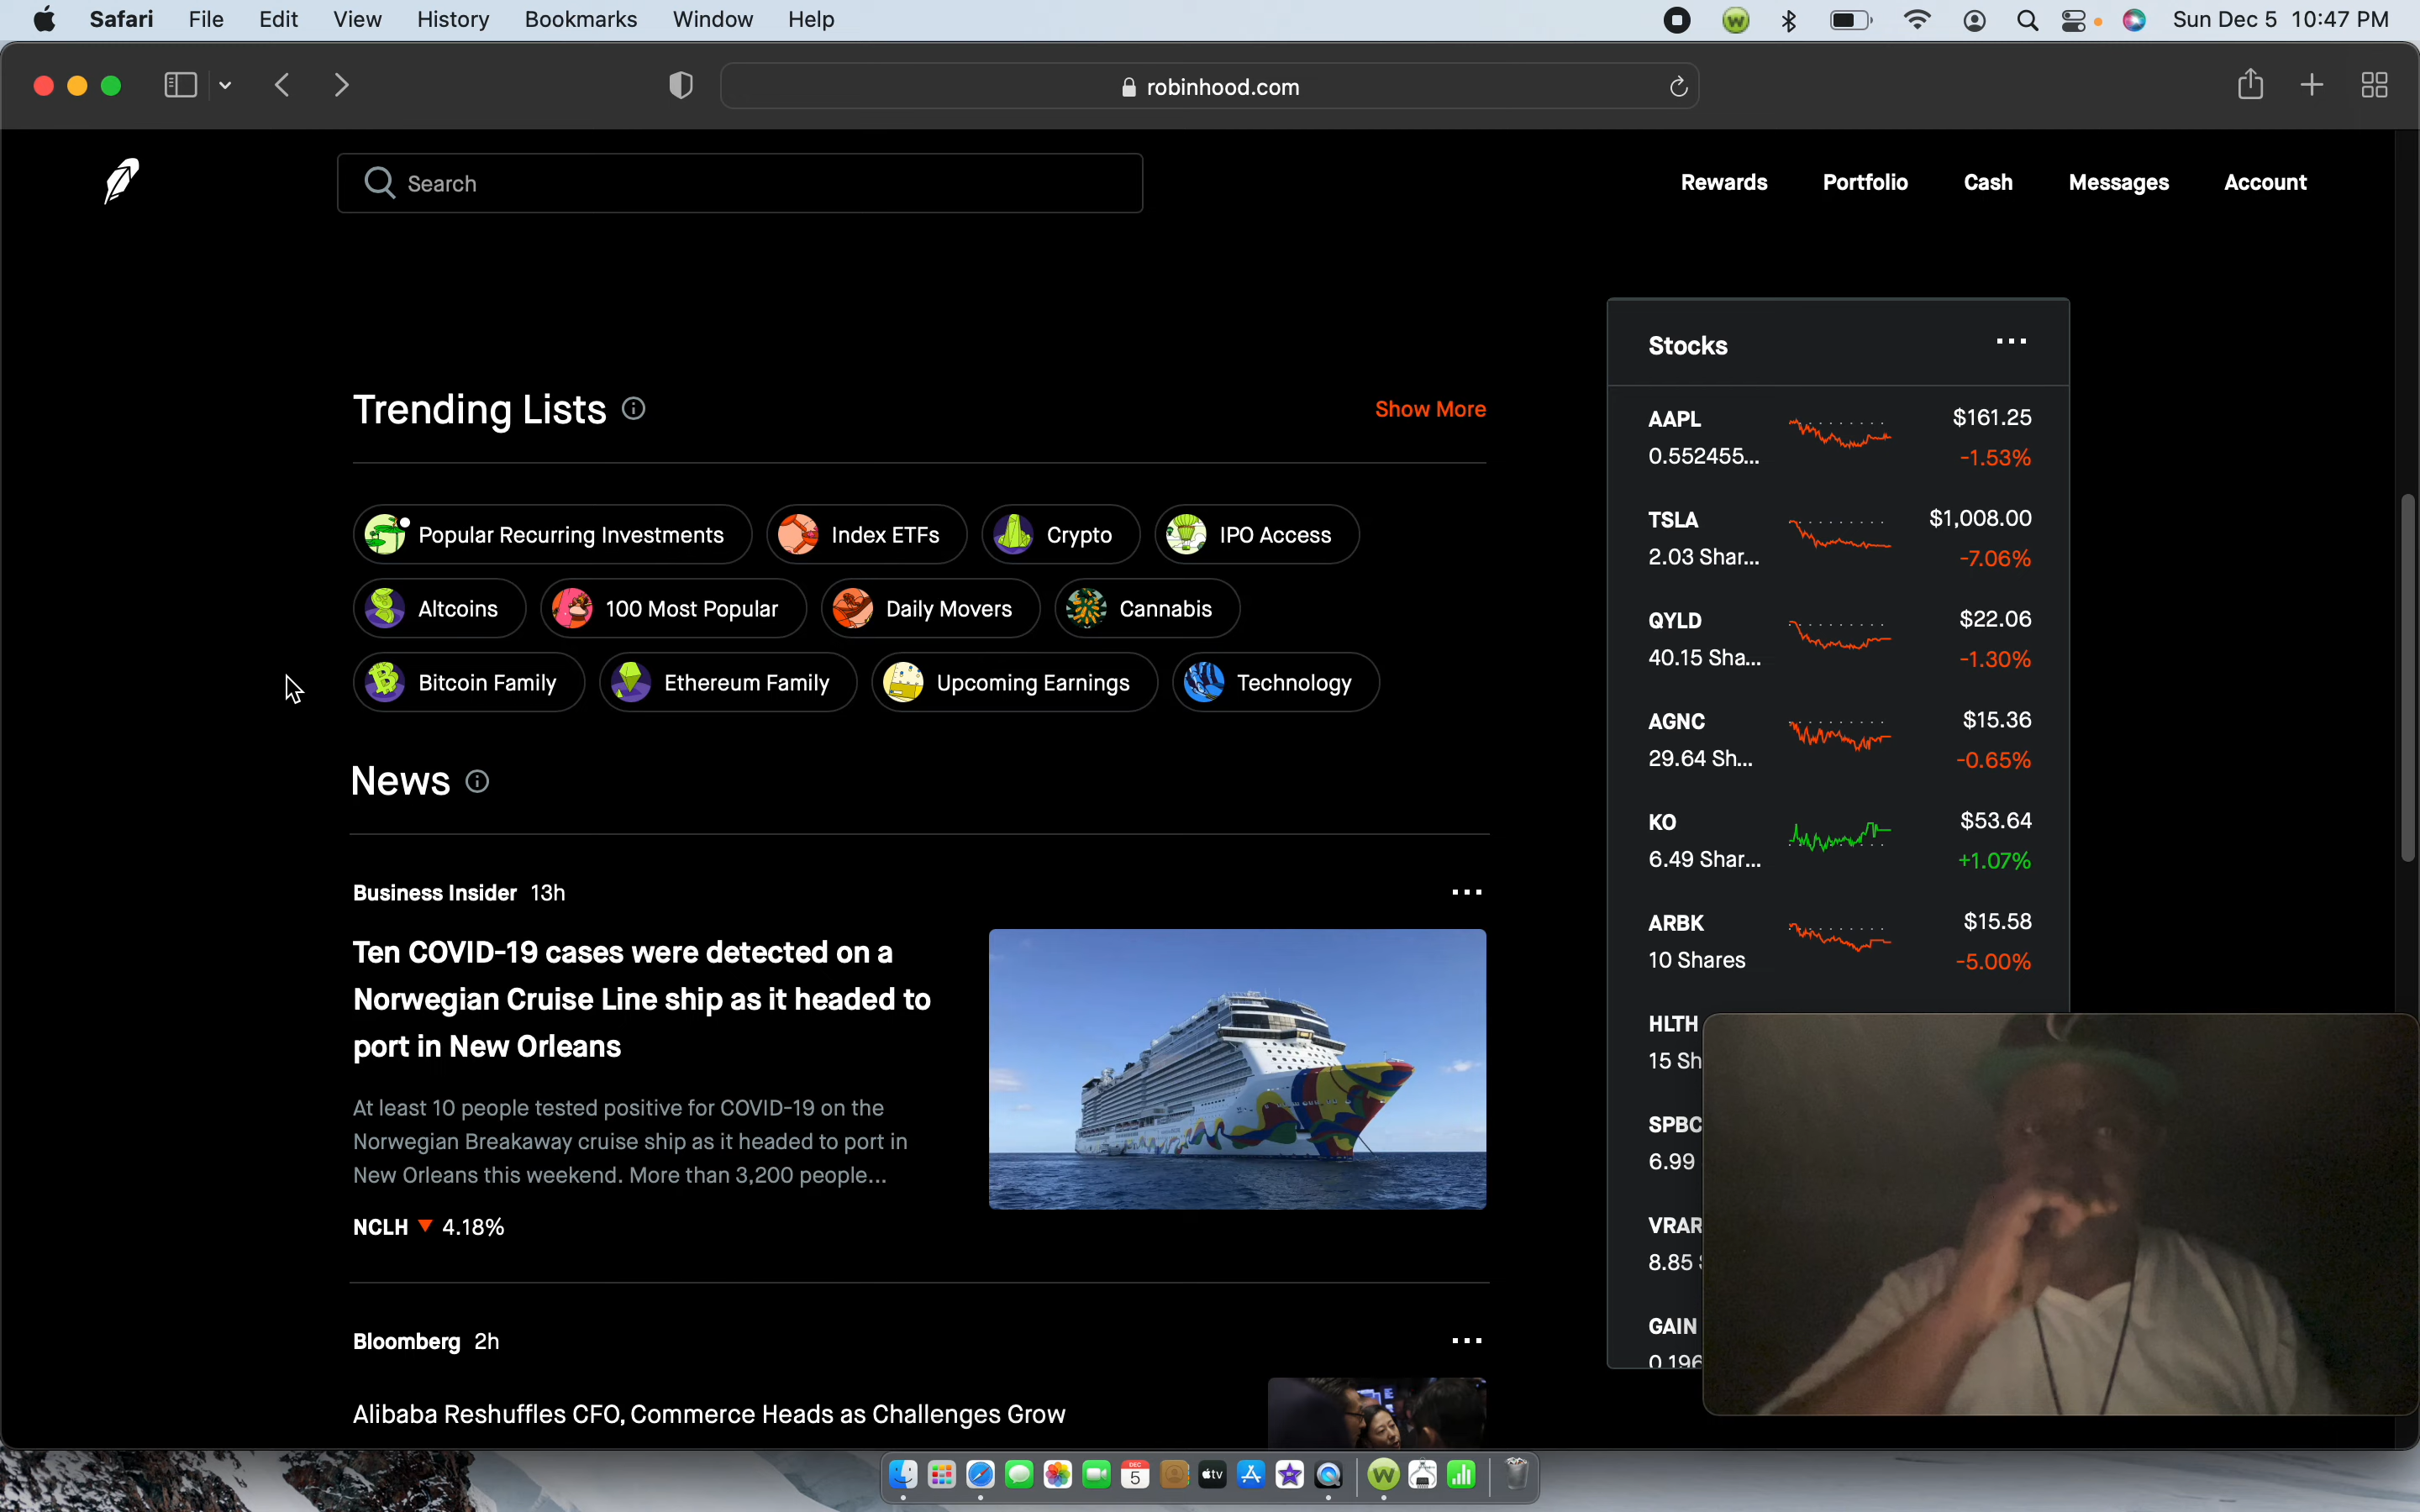 Safari File Edit View History Bookmarks Window Help Sun Dec 5 10:47 PM
robinhood.com
Search
Rewards Portfolio Cash Messages Account
Trending Lists
Show More
Popular Recurring Investments Index ETFs Crypto IPO Access
Altcoins 100 Most Popular Daily Movers Cannabis
Bitcoin Family Ethereum Family Upcoming Earnings Technology
News
Business Insider 13h
Ten COVID-19 cases were detected on a
Norwegian Cruise Line ship as it headed to
port in New Orleans
At least 10 people tested positive for COVID-19 on the
Norwegian Breakaway cruise ship as it headed to port in
New Orleans this weekend. More than 3,200 people...
NCLH 4.18%
Bloomberg 2h
Alibaba Reshuffles CFO, Commerce Heads as Challenges Grow
Stocks
AAPL $161.25
0.552455... -1.53%
TSLA $1,008.00
2.03 Shar... -7.06%
QYLD $22.06
40.15 Sha... -1.30%
AGNC $15.36
29.64 Sh... -0.65%
KO $53.64
6.49 Shar... +1.07%
ARBK $15.58
10 Shares -5.00%
HLTH
15 Sh
SPBC
6.99
VRAR
8.85
GAIN
0.196
DEC
5
tv